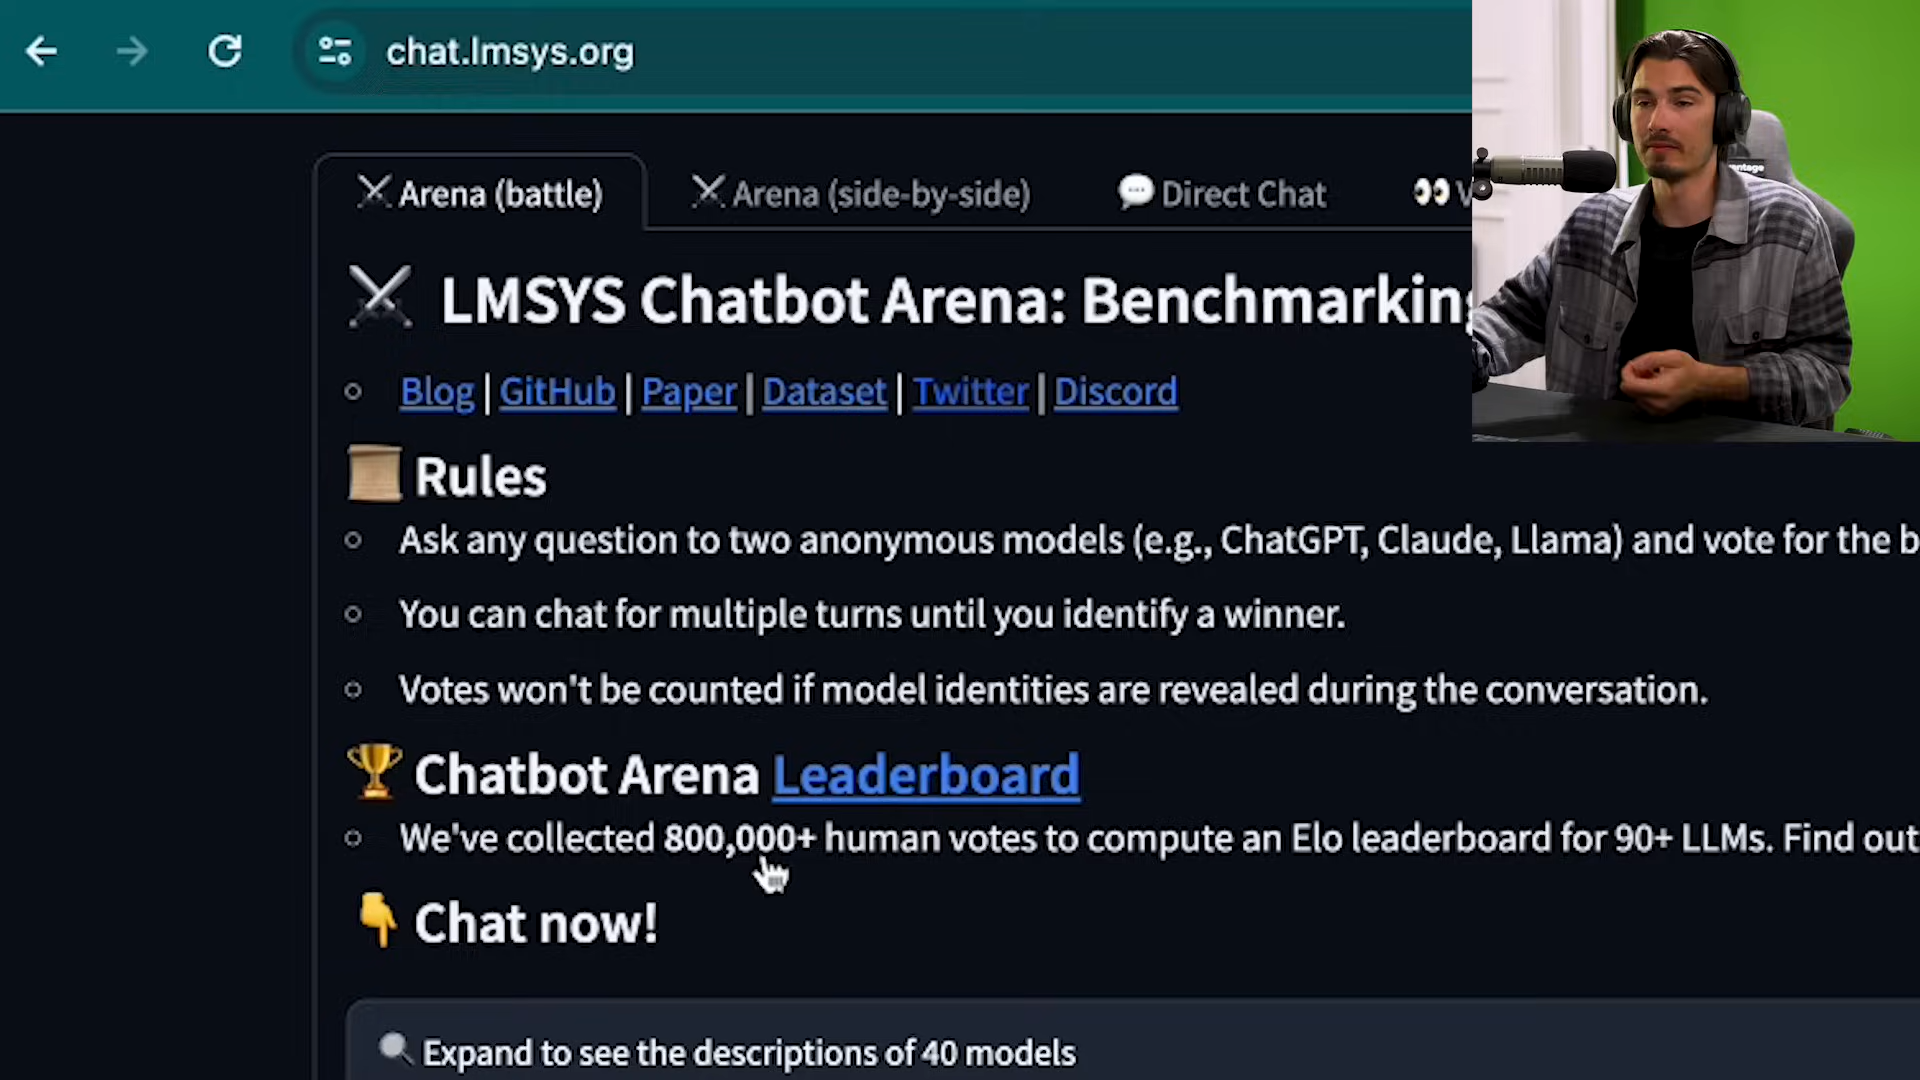 chat.lmsys.org
Arena (battle)
Arena (side-by-side)
Direct Chat
LMSYS Chatbot Arena: Benchmarking
Blog | GitHub | Paper | Dataset | Twitter | Discord
Rules
Ask any question to two anonymous models (e.g., ChatGPT, Claude, Llama) and vote for the b
You can chat for multiple turns until you identify a winner.
Votes won't be counted if model identities are revealed during the conversation.
Chatbot Arena Leaderboard
We've collected 800,000+ human votes to compute an Elo leaderboard for 90+ LLMs. Find out
Chat now!
Expand to see the descriptions of 40 models